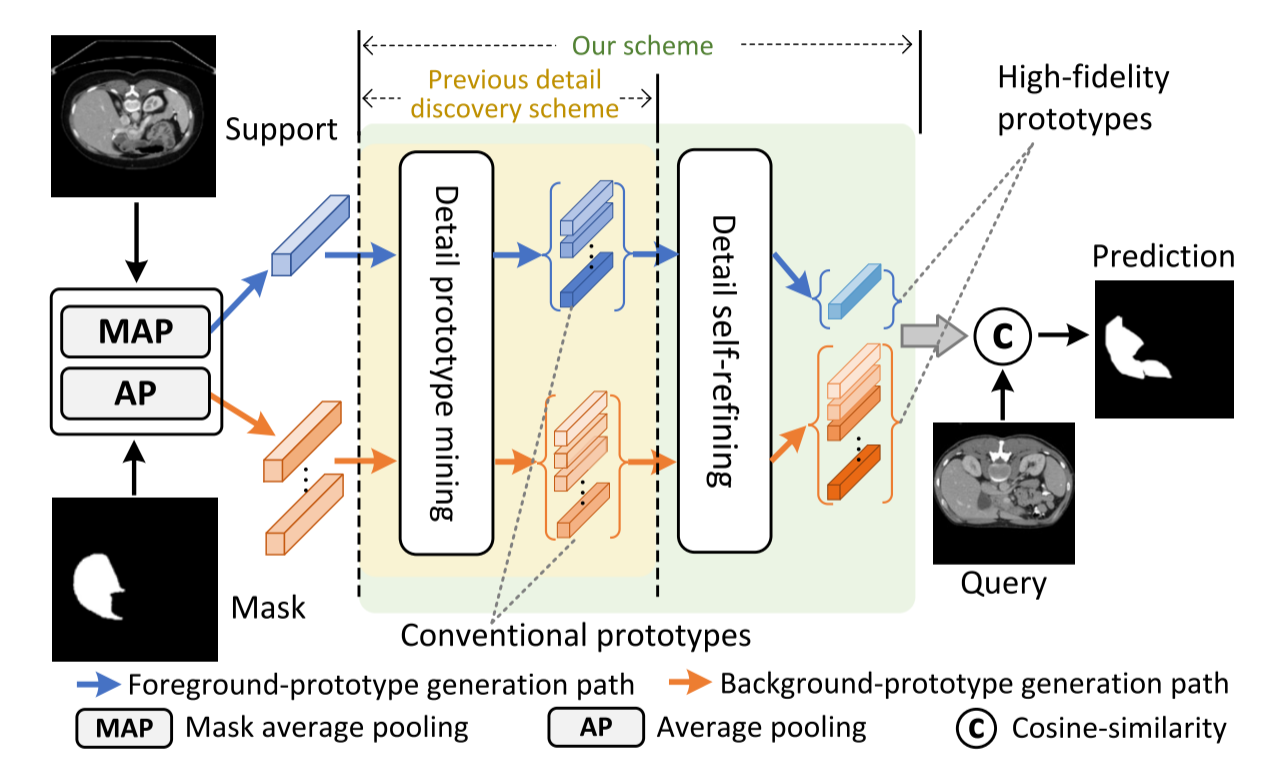 Our scheme
Previous detail
discovery scheme
High-fidelity
prototypes
Support
Detail prototype mining
Detail self-refining
Prediction
MAP
AP
C
Query
Mask
Conventional prototypes
Foreground-prototype generation path
Background-prototype generation path
MAP Mask average pooling
AP Average pooling
C Cosine-similarity